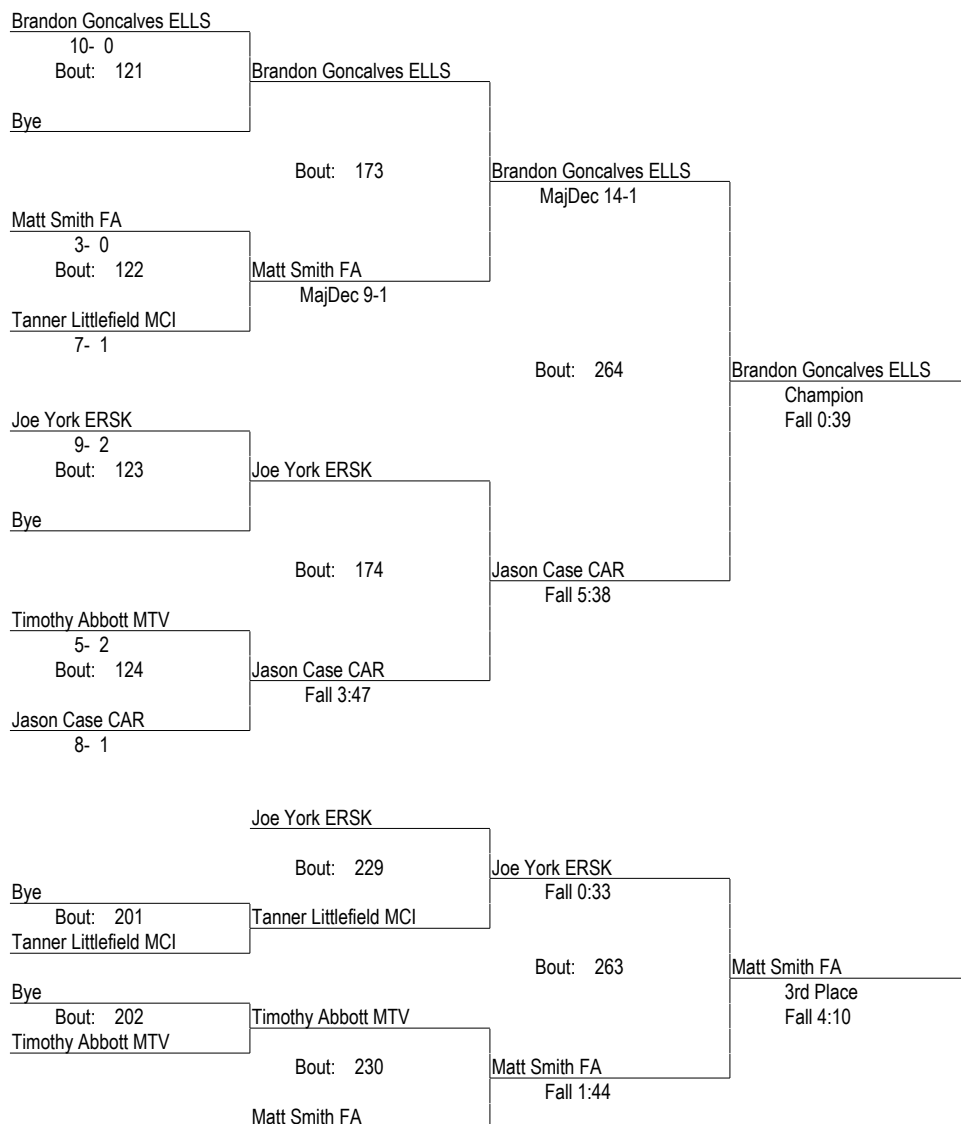 Brandon Goncalves ELLS
10- 0
Bout: 121
Brandon Goncalves ELLS
Bye
Bout: 173
Brandon Goncalves ELLS
MajDec 14-1
Matt Smith FA
3- 0
Bout: 122
Matt Smith FA
MajDec 9-1
Tanner Littlefield MCI
7- 1
Bout: 264
Brandon Goncalves ELLS
Champion
Fall 0:39
Joe York ERSK
9- 2
Bout: 123
Joe York ERSK
Bye
Bout: 174
Jason Case CAR
Fall 5:38
Timothy Abbott MTV
5- 2
Bout: 124
Jason Case CAR
Fall 3:47
Jason Case CAR
8- 1
Joe York ERSK
Bout: 229
Joe York ERSK
Fall 0:33
Bye
Bout: 201
Tanner Littlefield MCI
Tanner Littlefield MCI
Bout: 263
Matt Smith FA
3rd Place
Fall 4:10
Bye
Bout: 202
Timothy Abbott MTV
Timothy Abbott MTV
Bout: 230
Matt Smith FA
Fall 1:44
Matt Smith FA